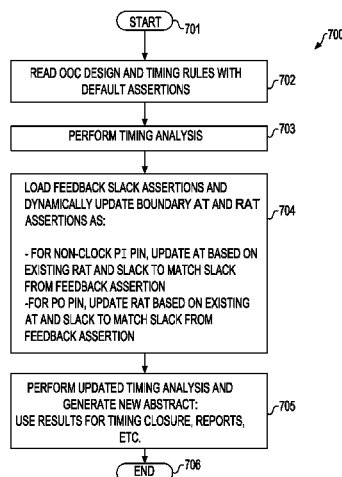 START
701
700
READ OOC DESIGN AND TIMING RULES WITH
DEFAULT ASSERTIONS
702
PERFORM TIMING ANALYSIS
703
LOAD FEEDBACK SLACK ASSERTIONS AND
DYNAMICALLY UPDATE BOUNDARY AT AND RAT
ASSERTIONS AS:
- FOR NON-CLOCK PI PIN, UPDATE AT BASED ON
EXISTING RAT AND SLACK TO MATCH SLACK
FROM FEEDBACK ASSERTION
-FOR PO PIN, UPDATE RAT BASED ON EXISTING
AT AND SLACK TO MATCH SLACK FROM
FEEDBACK ASSERTION
704
PERFORM UPDATED TIMING ANALYSIS AND
GENERATE NEW ABSTRACT:
USE RESULTS FOR TIMING CLOSURE, REPORTS,
ETC.
705
END
706